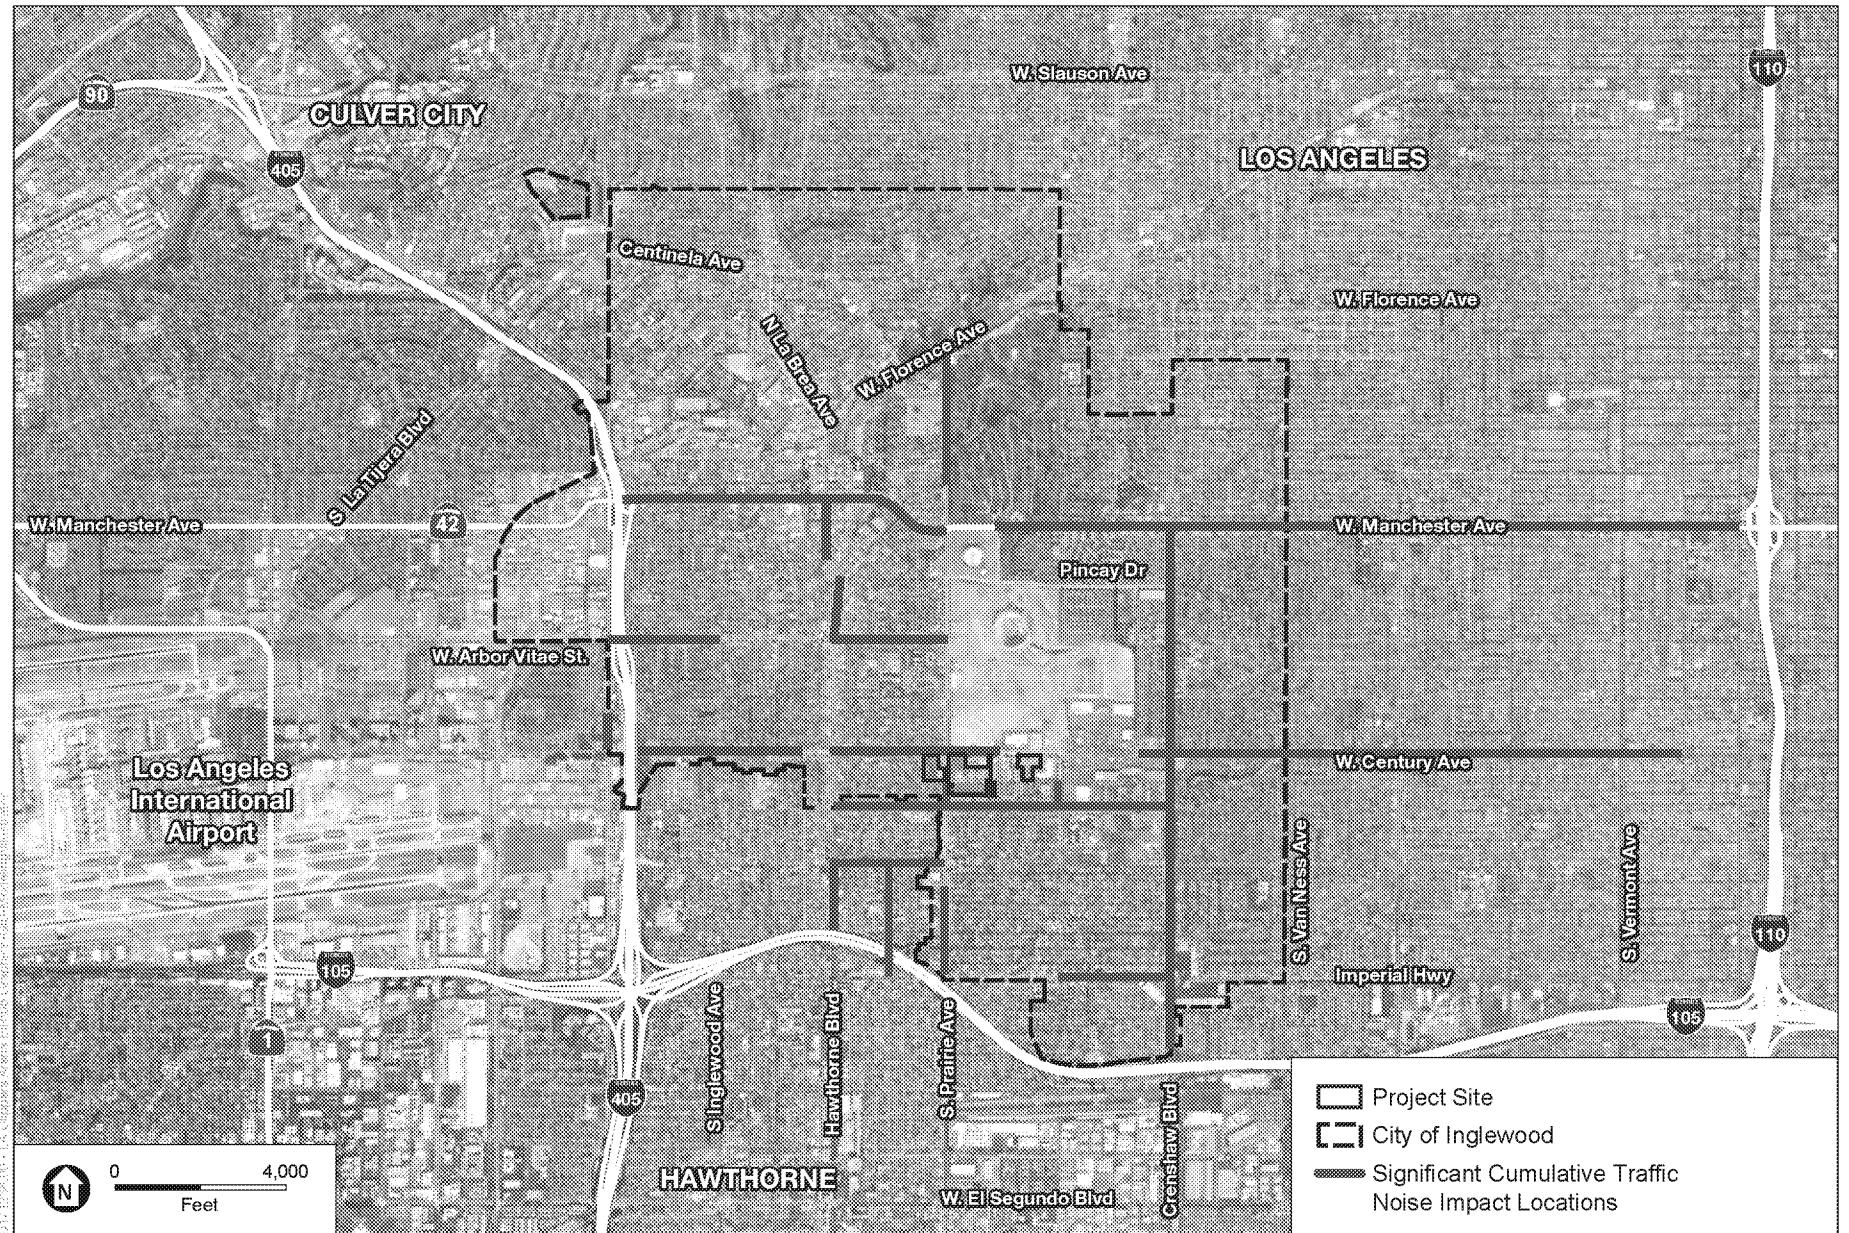 W. Slauson Ave
110
90
CULVER CITY
LOS ANGELES
405
Centinela Ave
W. Florence Ave
N La Brea Ave
W. Florence Ave
S La Tijera Blvd
W. Manchester Ave
42
W. Manchester Ave
Pincay Dr
W. Arbor Vitae St.
Los Angeles
International
Airport
W. Century Ave
S. Van Ness Ave
S. Vermont Ave
110
105
Imperial Hwy
105
1
S Inglewood Ave
Hawthorne Blvd
S. Prairie Ave
Crenshaw Blvd
405
HAWTHORNE
W. El Segundo Blvd
N
0 4,000
Feet
Project Site
City of Inglewood
Significant Cumulative Traffic
Noise Impact Locations